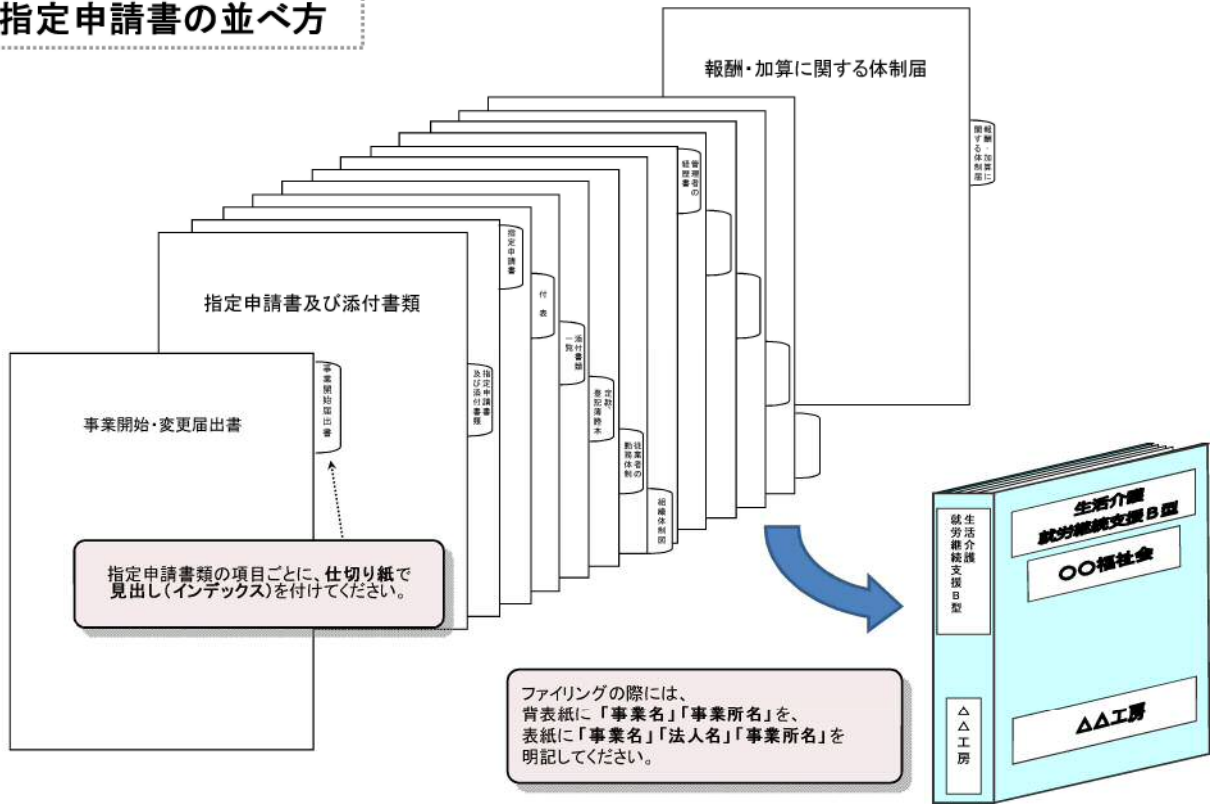 指定申請書の並べ方
報酬・加算に関する体制届
報酬・加算に
関する体制届
管理者の
経歴書
指定申請書
指定申請書及び添付書類
付表
添付書類
一覧
指定申請書
及び添付書類
定款、
登記簿謄本
従業者の
勤務体制
組織体制図
事業開始届出書
事業開始・変更届出書
指定申請書類の項目ごとに、仕切り紙で
見出し(インデックス)を付けてください。
ファイリングの際には、
背表紙に「事業名」「事業所名」を、
表紙に「事業名」「法人名」「事業所名」を
明記してください。
生活介護
就労継続支援B型
△△工房
生活介護
就労継続支援B型
〇〇福祉会
△△工房